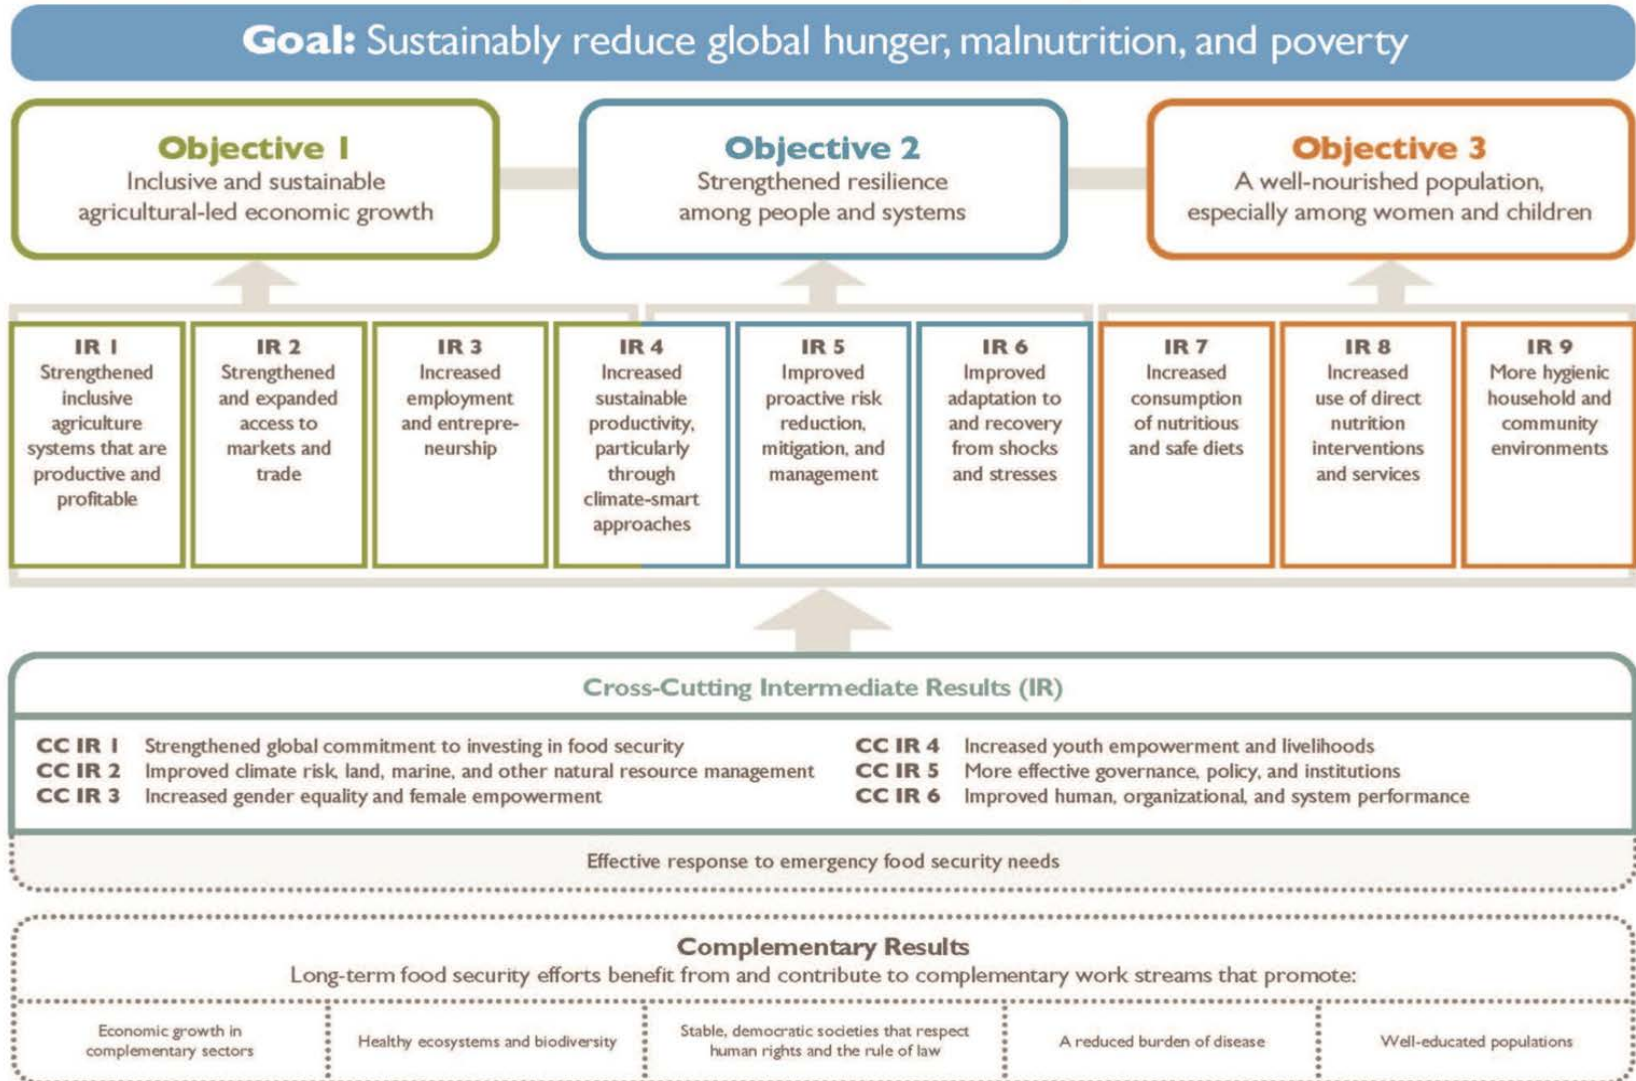 Goal: Sustainably reduce global hunger, malnutrition, and poverty
Objective 1
Inclusive and sustainable
agricultural-led economic growth
Objective 2
Strengthened resilience
among people and systems
Objective 3
A well-nourished population,
especially among women and children
IR 1
Strengthened
inclusive
agriculture
systems that are
productive and
profitable
IR 2
Strengthened
and expanded
access to
markets and
trade
IR 3
Increased
employment
and entrepre-
neurship
IR 4
Increased
sustainable
productivity,
particularly
through
climate-smart
approaches
IR 5
Improved
proactive risk
reduction,
mitigation, and
management
IR 6
Improved
adaptation to
and recovery
from shocks
and stresses
IR 7
Increased
consumption
of nutritious
and safe diets
IR 8
Increased
use of direct
nutrition
interventions
and services
IR 9
More hygienic
household and
community
environments
Cross-Cutting Intermediate Results (IR)
CC IR 1 Strengthened global commitment to investing in food security
CC IR 2 Improved climate risk, land, marine, and other natural resource management
CC IR 3 Increased gender equality and female empowerment
CC IR 4 Increased youth empowerment and livelihoods
CC IR 5 More effective governance, policy, and institutions
CC IR 6 Improved human, organizational, and system performance
Effective response to emergency food security needs
Complementary Results
Long-term food security efforts benefit from and contribute to complementary work streams that promote:
Economic growth in
complementary sectors
Healthy ecosystems and biodiversity
Stable, democratic societies that respect
human rights and the rule of law
A reduced burden of disease
Well-educated populations